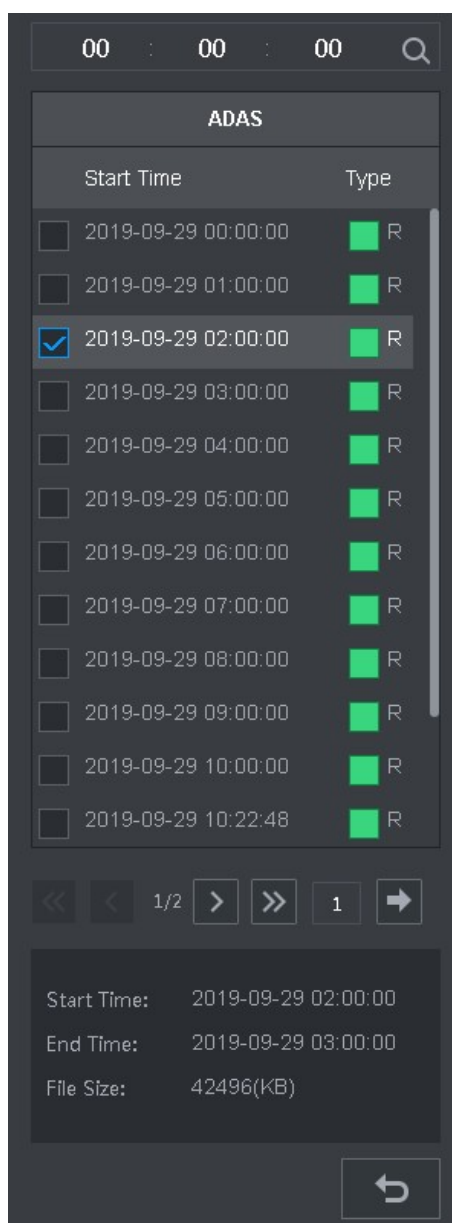 00 : 00 : 00
ADAS
Start Time Type
2019-09-29 00:00:00 R
2019-09-29 01:00:00 R
2019-09-29 02:00:00 R
2019-09-29 03:00:00 R
2019-09-29 04:00:00 R
2019-09-29 05:00:00 R
2019-09-29 06:00:00 R
2019-09-29 07:00:00 R
2019-09-29 08:00:00 R
2019-09-29 09:00:00 R
2019-09-29 10:00:00 R
2019-09-29 10:22:48 R
1/2 1
Start Time: 2019-09-29 02:00:00
End Time: 2019-09-29 03:00:00
File Size: 42496(KB)